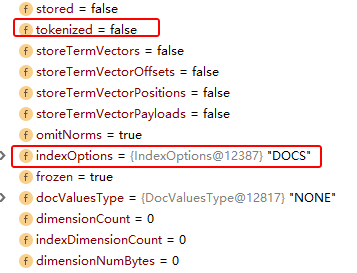 f stored = false
f tokenized = false
f storeTermVectors = false
f storeTermVectorOffsets = false
f storeTermVectorPositions = false
f storeTermVectorPayloads = false
f omitNorms = true
f indexOptions = {IndexOptions@12387} "DOCS"
f frozen = true
f docValuesType = {DocValuesType@12817} "NONE"
f dimensionCount = 0
f indexDimensionCount = 0
f dimensionNumBytes = 0